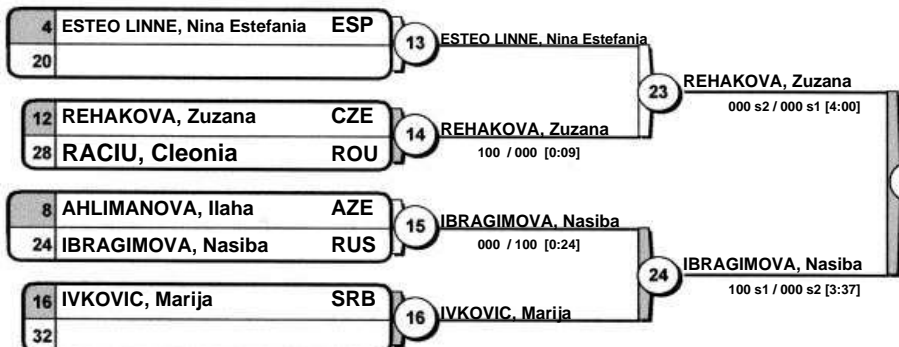 4 ESTEO LINNE, Nina Estefania ESP
20
13
ESTEO LINNE, Nina Estefania
12 REHAKOVA, Zuzana CZE
28 RACIU, Cleonia ROU
14
REHAKOVA, Zuzana
100 / 000 [0:09]
23
REHAKOVA, Zuzana
000 s2 / 000 s1 [4:00]
8 AHLIMANOVA, Ilaha AZE
24 IBRAGIMOVA, Nasiba RUS
15
IBRAGIMOVA, Nasiba
000 / 100 [0:24]
16 IVKOVIC, Marija SRB
32
16
IVKOVIC, Marija
24
IBRAGIMOVA, Nasiba
100 s1 / 000 s2 [3:37]